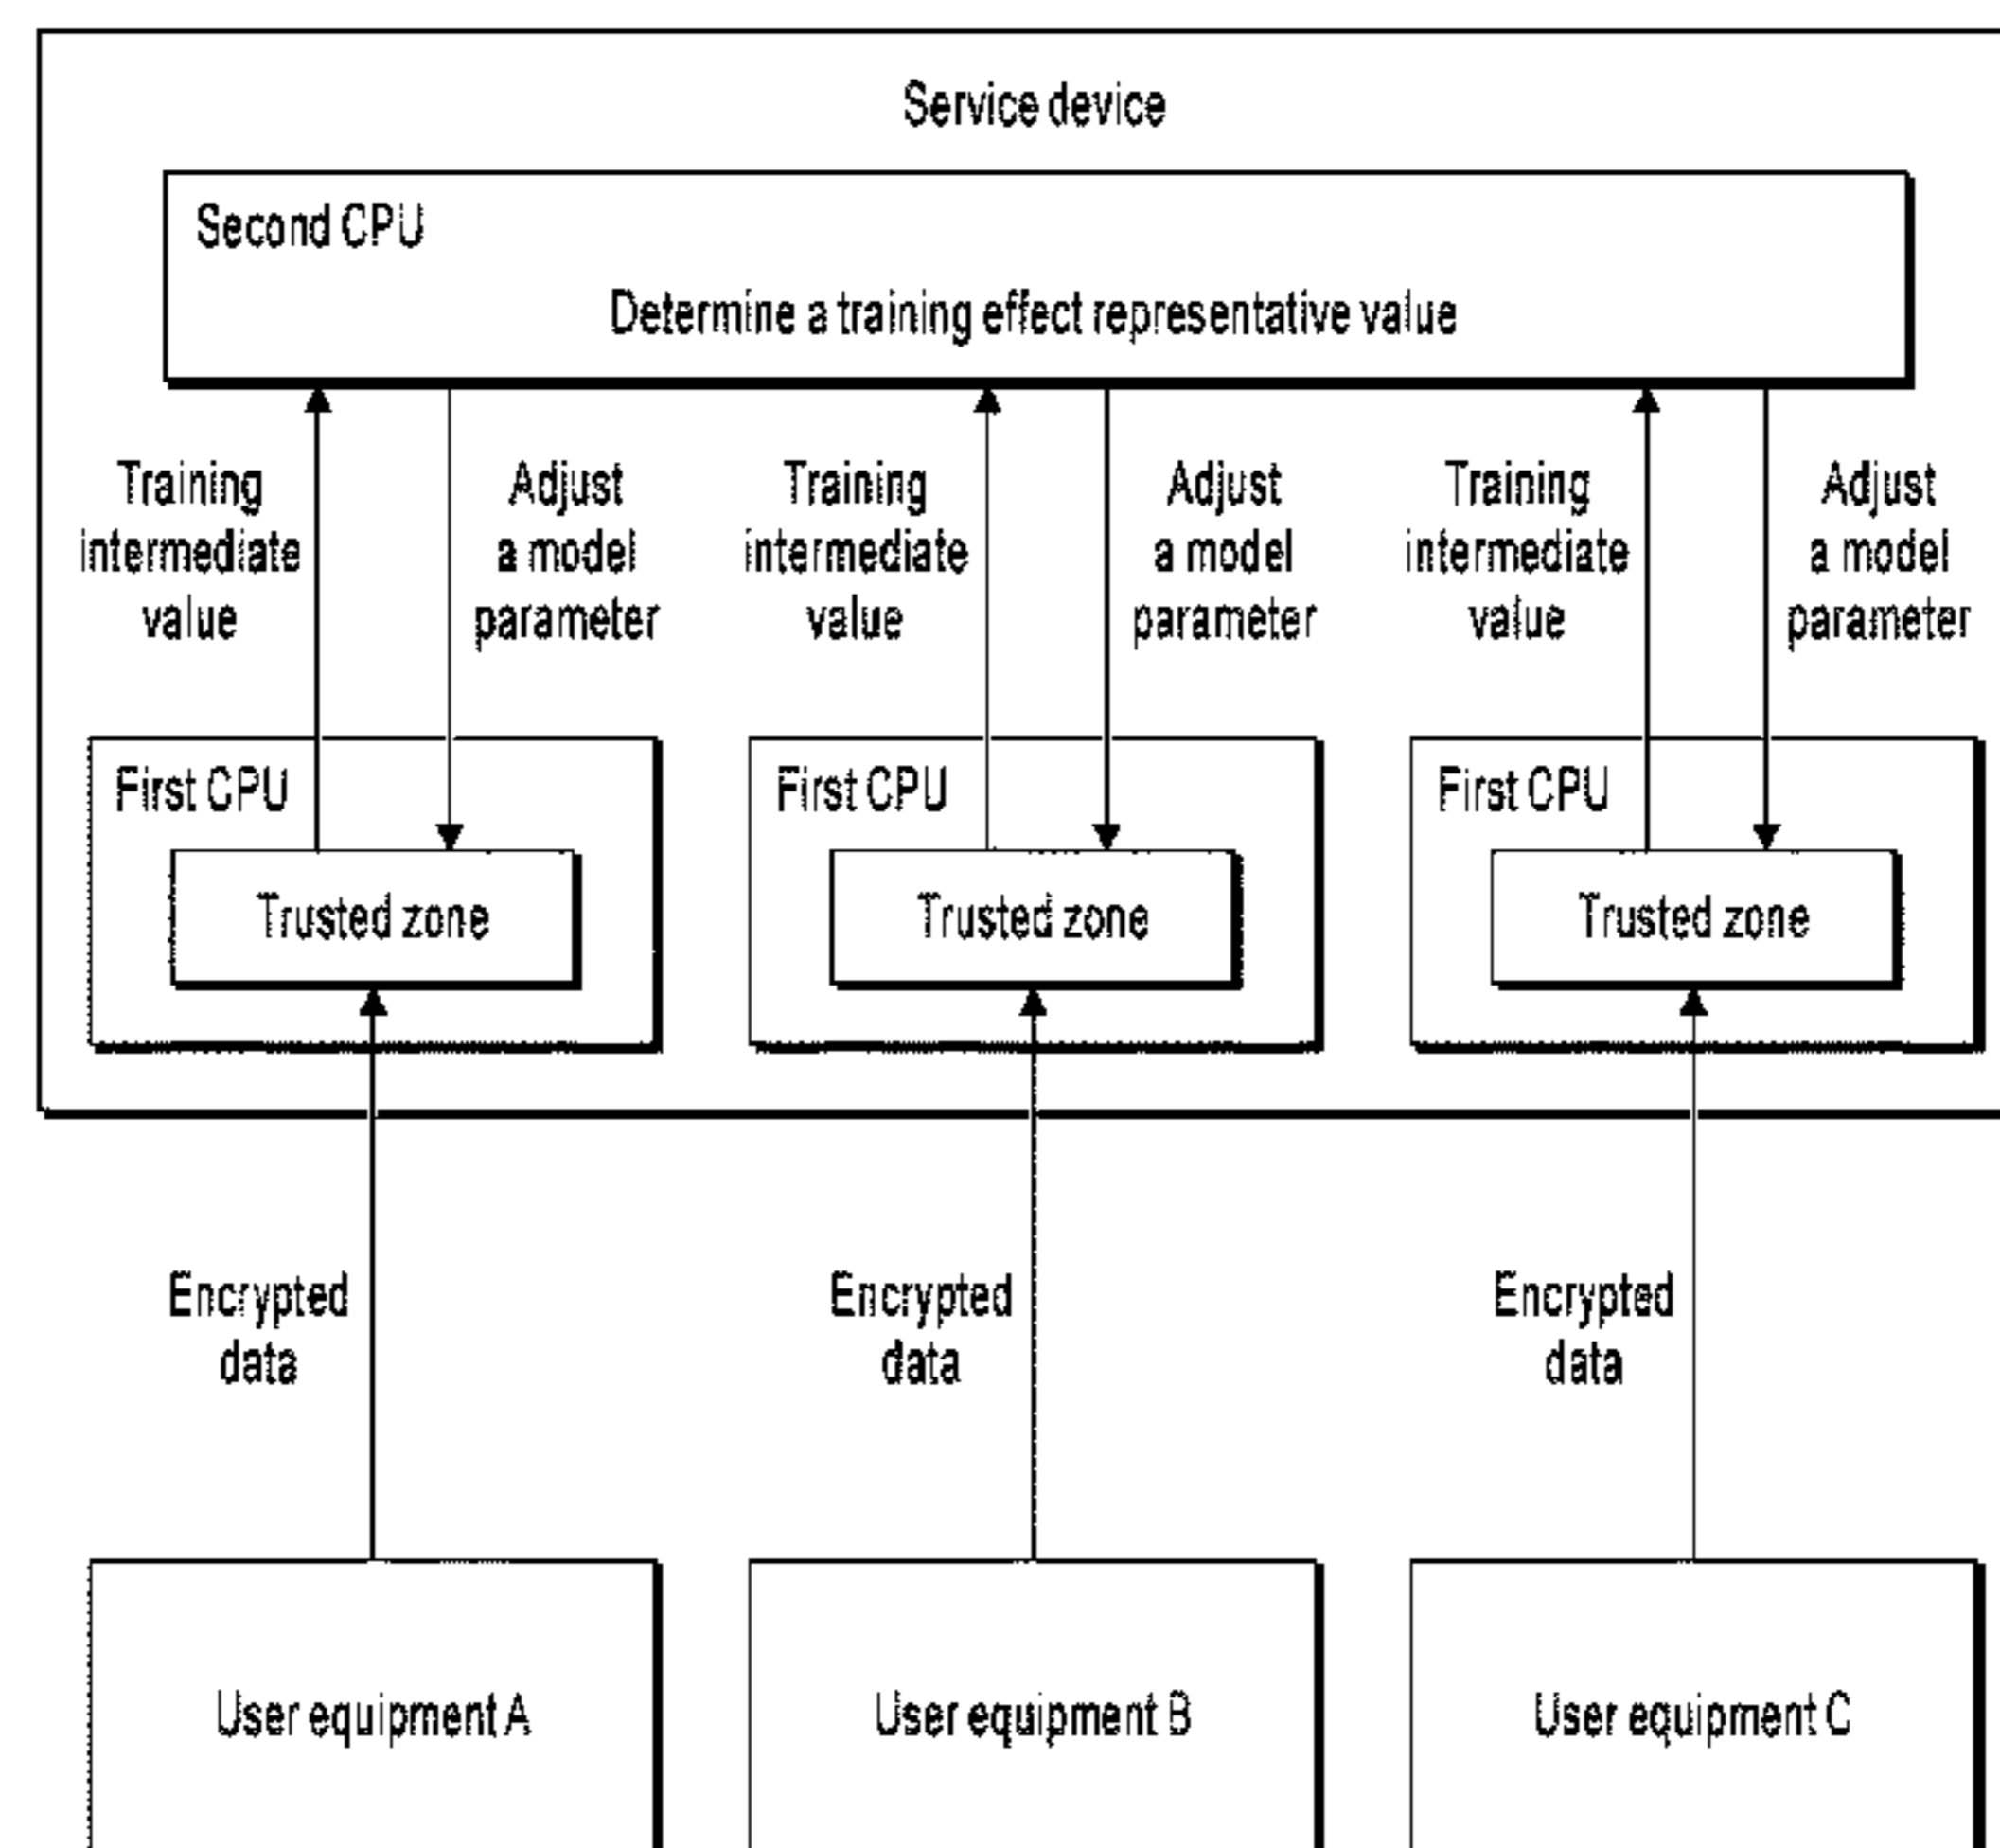 Service device
Second CPU
Determine a training effect representative value
Training
intermediate
value
Adjust
a model
parameter
Training
intermediate
value
Adjust
a model
parameter
Training
intermediate
value
Adjust
a model
parameter
First CPU
Trusted zone
First CPU
Trusted zone
First CPU
Trusted zone
Encrypted
data
Encrypted
data
Encrypted
data
User equipment A
User equipment B
User equipment C